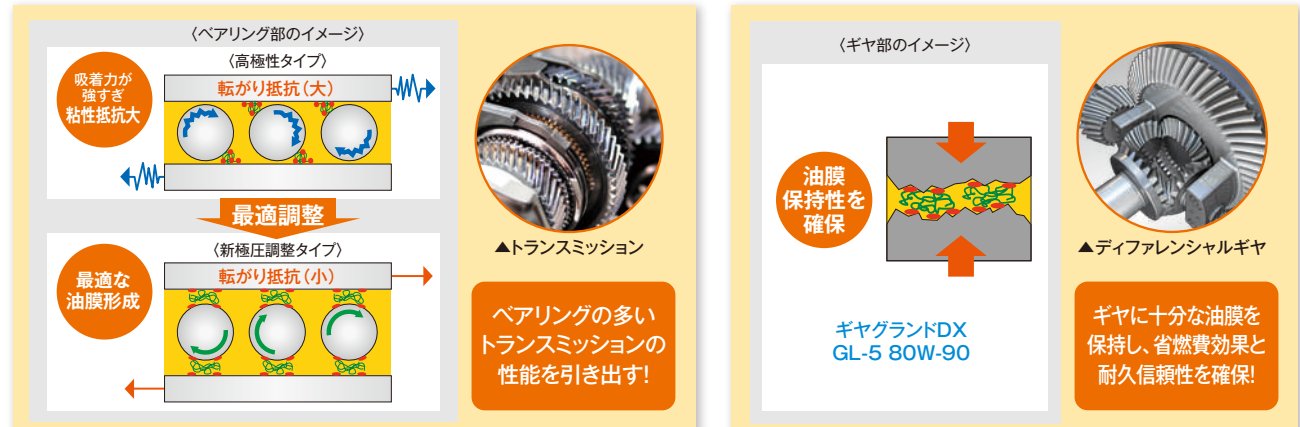 〈ベアリング部のイメージ〉
〈高極性タイプ〉
吸着力が
強すぎ
粘性抵抗大
転がり抵抗（大）
最適調整
〈新極圧調整タイプ〉
最適な
油膜形成
転がり抵抗（小）
▲トランスミッション
ベアリングの多い
トランスミッションの
性能を引き出す!
〈ギヤ部のイメージ〉
油膜
保持性を
確保
ギヤグランドDX
GL-5 80W-90
▲ディファレンシャルギヤ
ギヤに十分な油膜を
保持し、省燃費効果と
耐久信頼性を確保!